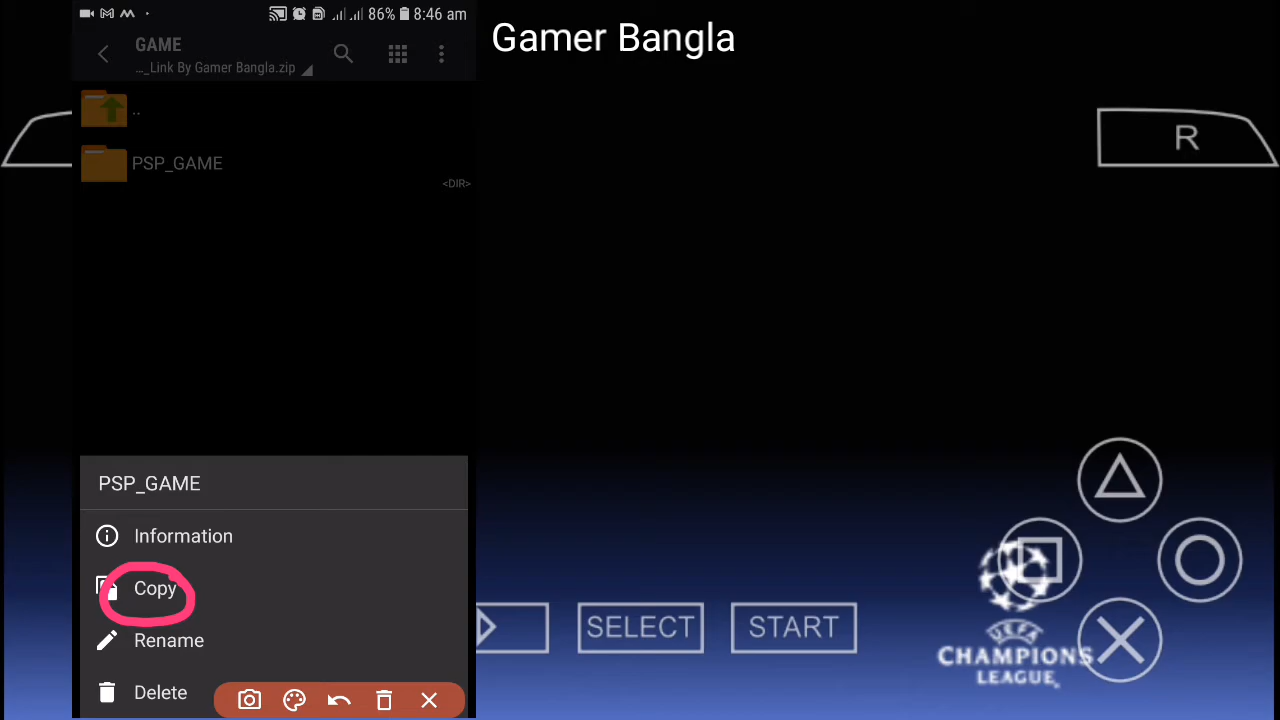 86% 8:46 am
GAME
..._Link By Gamer Bangla.zip
..
PSP_GAME
<DIR>
PSP_GAME
Information
Copy
Rename
Delete
Gamer Bangla
R
SELECT
START
UEFA
CHAMPIONS
LEAGUE